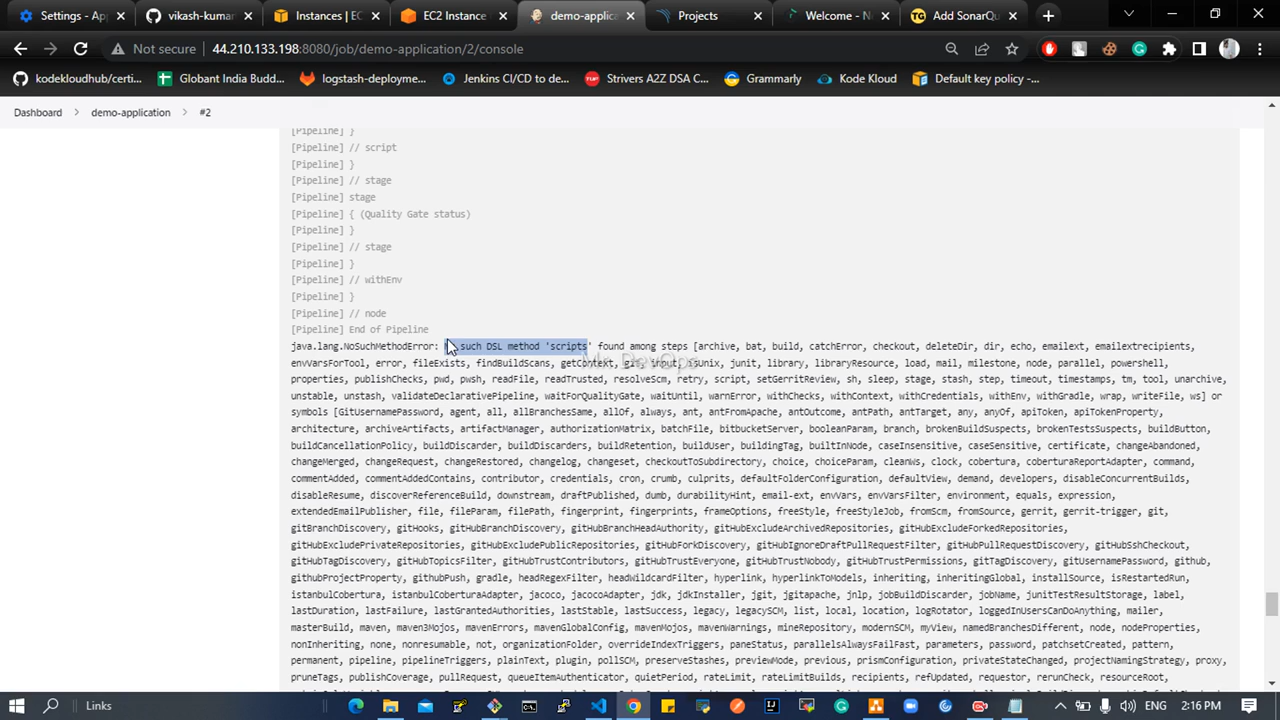 Settings - Ap
vikash-kumar
Instances | EC
EC2 Instance
demo-applica
Projects
Welcome - Ne
Add SonarQu
Not secure
44.210.133.198:8080/job/demo-application/2/console
kodekloudhub/certi...
Globant India Budd...
logstash-deployme...
Jenkins CI/CD to de...
Strivers A2Z DSA C...
Grammarly
Kode Kloud
Default key policy -...
Dashboard > demo-application > #2
[Pipeline] }
[Pipeline] // script
[Pipeline] }
[Pipeline] // stage
[Pipeline] stage
[Pipeline] { (Quality Gate status)
[Pipeline] }
[Pipeline] // stage
[Pipeline] }
[Pipeline] // withEnv
[Pipeline] }
[Pipeline] // node
[Pipeline] End of Pipeline
java.lang.NoSuchMethodError: such DSL method 'scripts' found among steps [archive, bat, build, catchError, checkout, deleteDir, dir, echo, emailext, emailextrecipients,
envVarsForTool, error, fileExists, findBuildScans, getContext, git, input, isUnix, junit, library, libraryResource, load, mail, milestone, node, parallel, powershell,
properties, publishChecks, pwd, pwsh, readFile, readTrusted, resolveScm, retry, script, setGerritReview, sh, sleep, stage, stash, step, timeout, timestamps, tm, tool, unarchive,
unstable, unstash, validateDeclarativePipeline, waitForQualityGate, waitUntil, warnError, withChecks, withContext, withCredentials, withEnv, withGradle, wrap, writeFile, ws] or
symbols [GitUsernamePassword, agent, all, allBranchesSame, allOf, always, ant, antFromApache, antOutcome, antPath, antTarget, any, anyOf, apiToken, apiTokenProperty,
architecture, archiveArtifacts, artifactManager, authorizationMatrix, batchFile, bitbucketServer, booleanParam, branch, brokenBuildSuspects, brokenTestsSuspects, buildButton,
buildCancellationPolicy, buildDiscarder, buildDiscarders, buildRetention, buildUser, buildingTag, builtInNode, caseInsensitive, caseSensitive, certificate, changeAbandoned,
changeMerged, changeRequest, changeRestored, changelog, changeset, checkoutToSubdirectory, choice, choiceParam, cleanWs, clock, cobertura, coberturaReportAdapter, command,
commentAdded, commentAddedContains, contributor, credentials, cron, crumb, culprits, defaultFolderConfiguration, defaultView, demand, developers, disableConcurrentBuilds,
disableResume, discoverReferenceBuild, downstream, draftPublished, dumb, durabilityHint, email-ext, envVars, envVarsFilter, environment, equals, expression,
extendedEmailPublisher, file, fileParam, filePath, fingerprint, fingerprints, frameOptions, freeStyle, freeStyleJob, fromScm, fromSource, gerrit, gerrit-trigger, git,
gitBranchDiscovery, gitHooks, gitHubBranchDiscovery, gitHubBranchHeadAuthority, gitHubExcludeArchivedRepositories, gitHubExcludeForkedRepositories,
gitHubExcludePrivateRepositories, gitHubExcludePublicRepositories, gitHubForkDiscovery, gitHubIgnoreDraftPullRequestFilter, gitHubPullRequestDiscovery, gitHubSshCheckout,
gitHubTagDiscovery, gitHubTopicsFilter, gitHubTrustContributors, gitHubTrustEveryone, gitHubTrustNobody, gitHubTrustPermissions, gitTagDiscovery, gitUsernamePassword, github,
githubProjectProperty, githubPush, gradle, headRegexFilter, headWildcardFilter, hyperlink, hyperlinkToModels, inheriting, inheritingGlobal, installSource, isRestartedRun,
istanbulCobertura, istanbulCoberturaAdapter, jacoco, jacocoAdapter, jdk, jdkInstaller, jgit, jgitapache, jnlp, jobBuildDiscarder, jobName, junitTestResultStorage, label,
lastDuration, lastFailure, lastGrantedAuthorities, lastStable, lastSuccess, legacy, legacySCM, list, local, location, logRotator, loggedInUsersCanDoAnything, mailer,
masterBuild, maven, maven3Mojos, mavenErrors, mavenGlobalConfig, mavenMojos, mavenWarnings, mineRepository, modernSCM, myView, namedBranchesDifferent, node, nodeProperties,
nonInheriting, none, nonresumable, not, organizationFolder, overrideIndexTriggers, paneStatus, parallelsAlwaysFailFast, parameters, password, patchsetCreated, pattern,
permanent, pipeline, pipelineTriggers, plainText, plugin, pollSCM, preserveStashes, previewMode, previous, prismConfiguration, privateStateChanged, projectNamingStrategy, proxy,
pruneTags, publishCoverage, pullRequest, queueItemAuthenticator, quietPeriod, rateLimit, rateLimitBuilds, recipients, refUpdated, requestor, rerunCheck, resourceRoot,
Mr DevOps
Links
ENG
2:16 PM